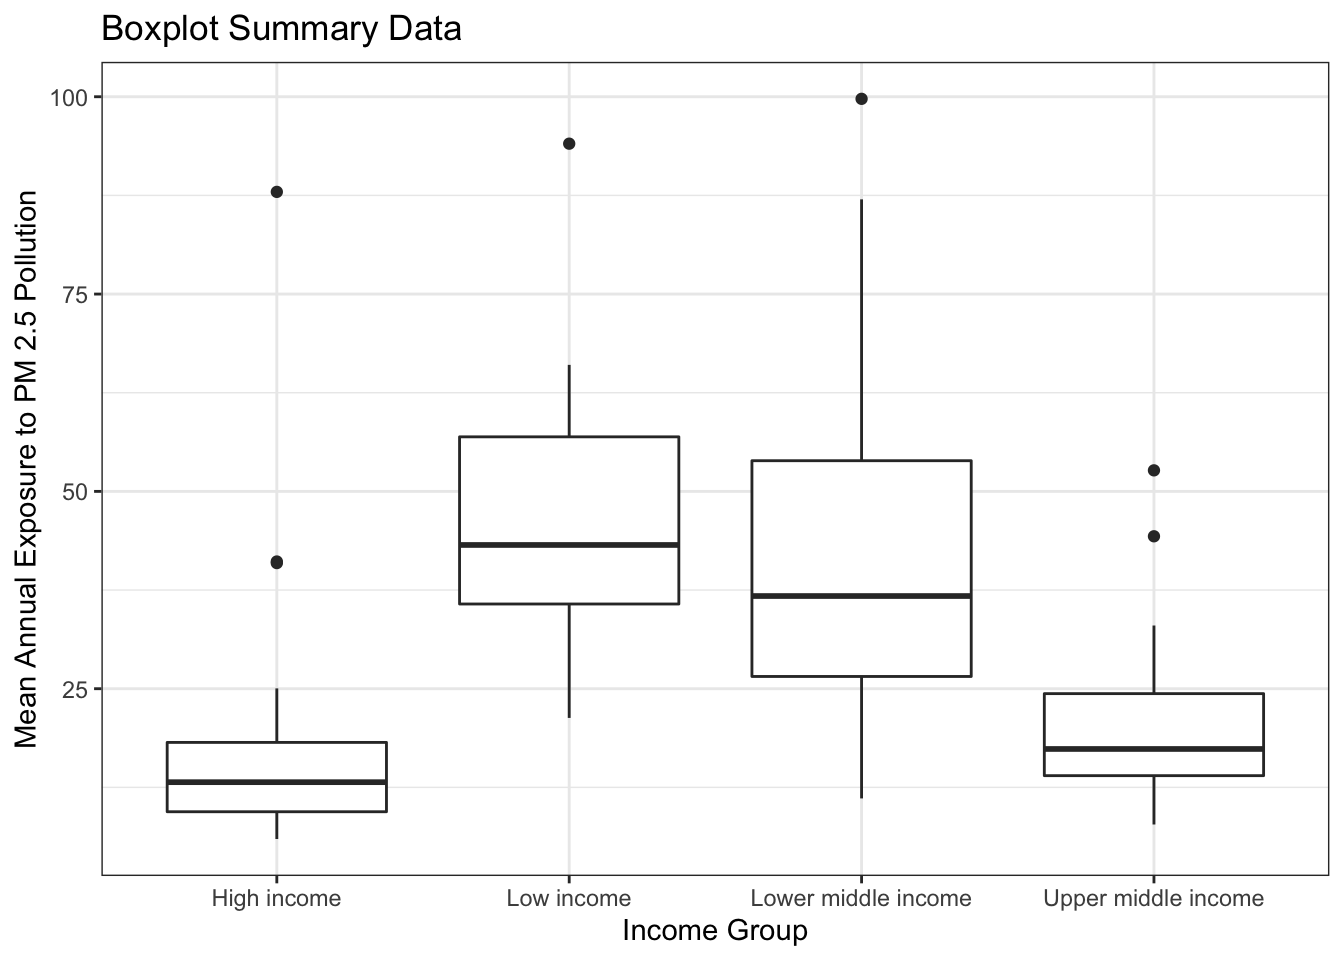 Boxplot Summary Data
Mean Annual Exposure to PM 2.5 Pollution
100
75
50
25
High income
Low income
Lower middle income
Upper middle income
Income Group